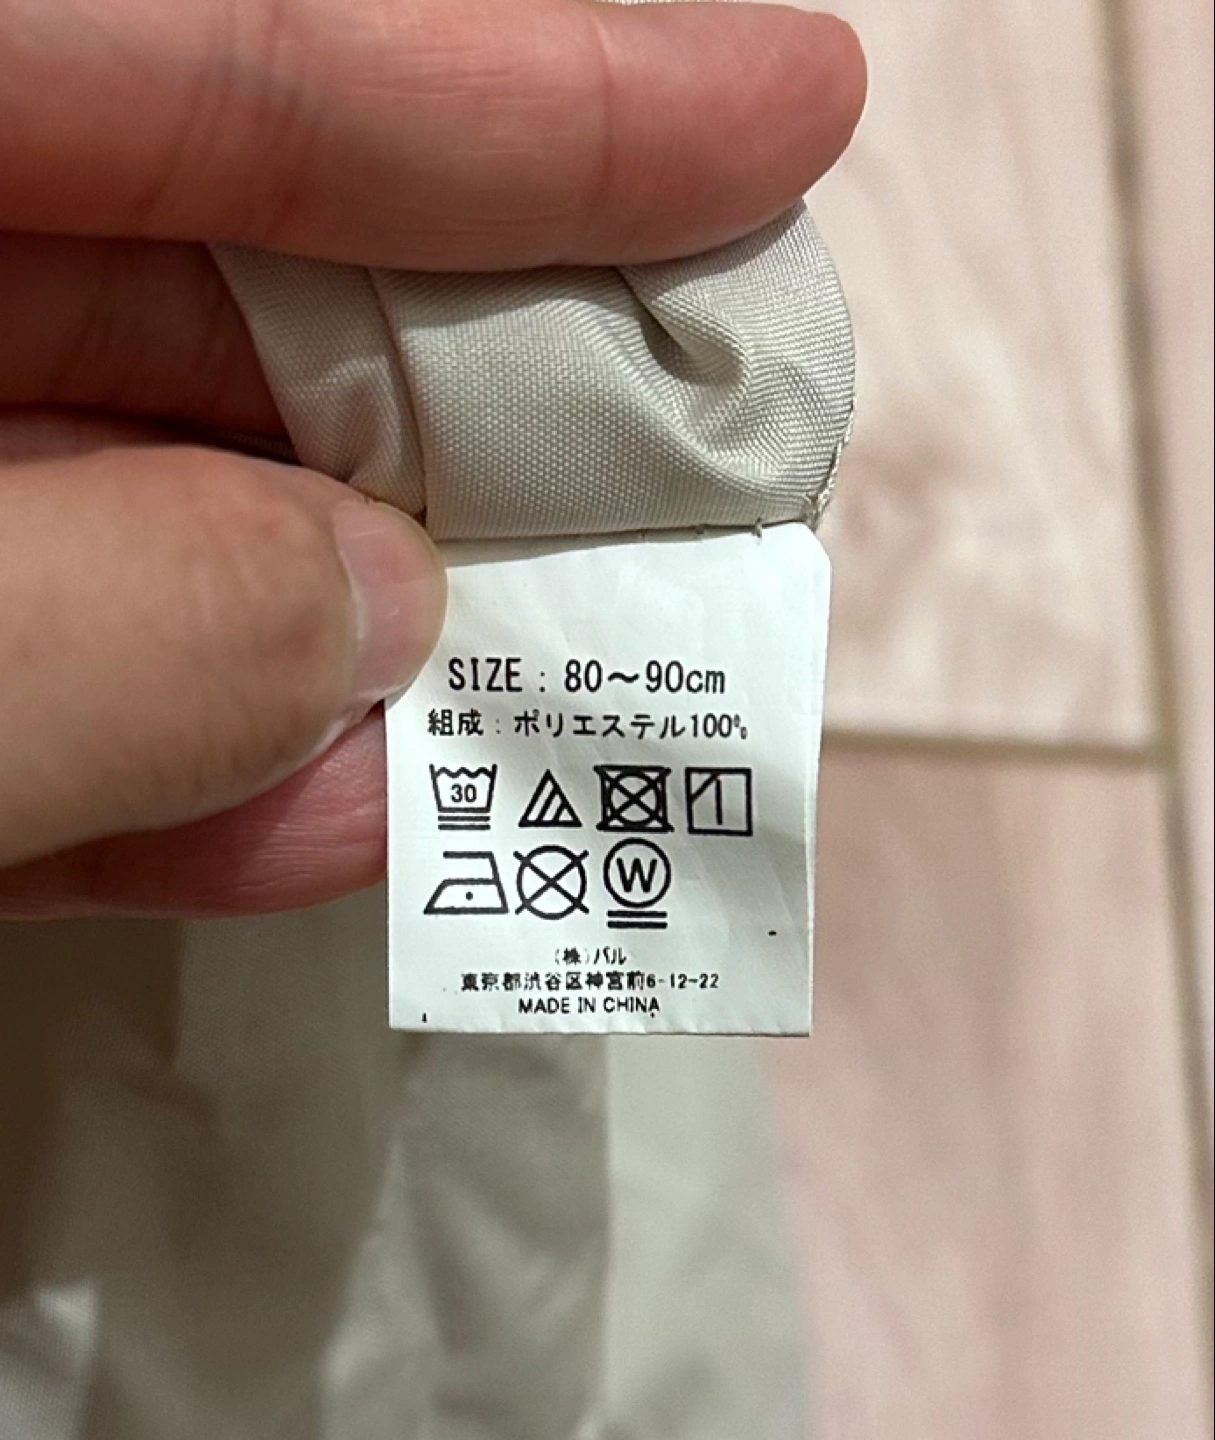 SIZE : 80～90cm
組成 : ポリエステル100%
30
W
(株)パル
東京都渋谷区神宮前6-12-22
MADE IN CHINA